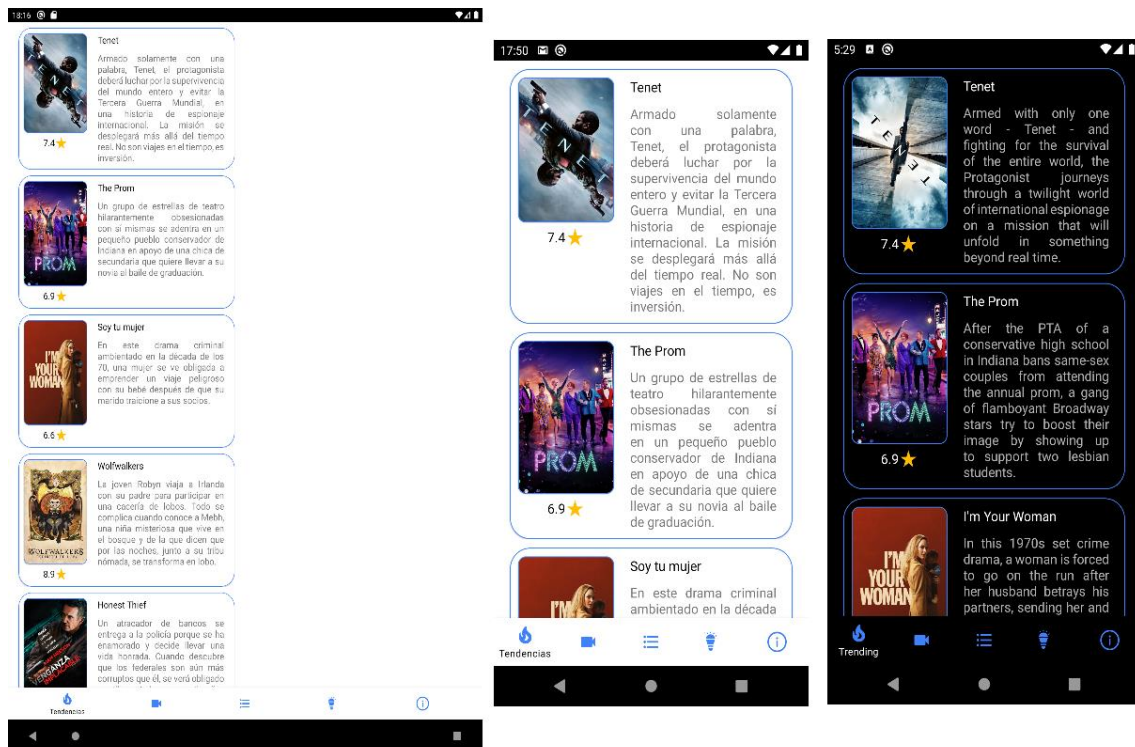 18:16
Tenet
Armado solamente con una
palabra, Tenet, el protagonista
deberá luchar por la supervivencia
del mundo entero y evitar la
Tercera Guerra Mundial, en
una historia de espionaje
internacional. La misión se
desplegará más allá del tiempo
real. No son viajes en el tiempo, es
inversión.
TENET
7.4
The Prom
Un grupo de estrellas de teatro
hilarantemente obsesionadas
con sí mismas se adentra en un
pequeño pueblo conservador de
Indiana en apoyo de una chica de
secundaria que quiere llevar a su
novia al baile de graduación.
PROM
6.9
Soy tu mujer
En este drama criminal
ambientado en la década de los
70, una mujer se ve obligada a
emprender un viaje peligroso
con su bebé después de que su
marido traicione a sus socios.
I'M
YOUR
WOMAN
6.6
Wolfwalkers
La joven Robyn viaja a Irlanda
con su padre para participar en
una cacería de lobos. Todo se
complica cuando conoce a Mebh,
una niña misteriosa que vive en
el bosque y de la que dicen que
por las noches, junto a su tribu
nómada, se transforma en lobo.
WOLFWALKERS
8.9
Honest Thief
Un atracador de bancos se
entrega a la policía porque se ha
enamorado y decide llevar una
vida honrada. Cuando descubre
que los federales son aún más
corruptos que él, se verá obligado
VENGANZA
IMPLACABLE
Tendencias
17:50
Tenet
Armado solamente
con una palabra,
Tenet, el protagonista
deberá luchar por la
supervivencia del mundo
entero y evitar la Tercera
Guerra Mundial, en una
historia de espionaje
internacional. La misión
se desplegará más allá
del tiempo real. No son
viajes en el tiempo, es
inversión.
TENET
7.4
The Prom
Un grupo de estrellas de
teatro hilarantemente
obsesionadas con sí
mismas se adentra
en un pequeño pueblo
conservador de Indiana
en apoyo de una chica
de secundaria que quiere
llevar a su novia al baile
de graduación.
PROM
6.9
Soy tu mujer
En este drama criminal
ambientado en la década
I'M
YOUR
WOMAN
Tendencias
5:29
Tenet
Armed with only one
word - Tenet - and
fighting for the survival
of the entire world, the
Protagonist journeys
through a twilight world
of international espionage
on a mission that will
unfold in something
beyond real time.
TENET
7.4
The Prom
After the PTA of a
conservative high school
in Indiana bans same-sex
couples from attending
the annual prom, a gang
of flamboyant Broadway
stars try to boost their
image by showing up
to support two lesbian
students.
PROM
6.9
I'm Your Woman
In this 1970s set crime
drama, a woman is forced
to go on the run after
her husband betrays his
partners, sending her and
I'M
YOUR
WOMAN
Trending